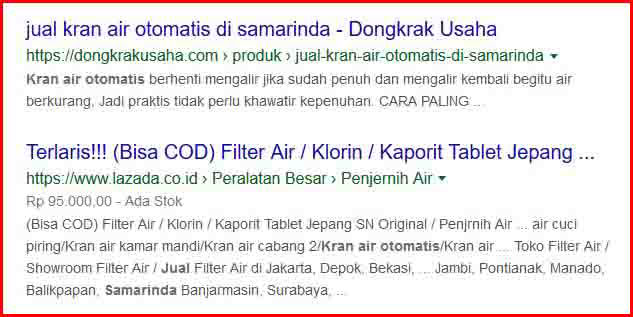 jual kran air otomatis di samarinda - Dongkrak Usaha
https://dongkrakusaha.com › produk › jual-kran-air-otomatis-di-samarinda
Kran air otomatis berhenti mengalir jika sudah penuh dan mengalir kembali begitu air
berkurang, Jadi praktis tidak perlu khawatir kepenuhan. CARA PALING ...
Terlaris!!! (Bisa COD) Filter Air / Klorin / Kaporit Tablet Jepang ...
https://www.lazada.co.id › Peralatan Besar › Penjernih Air
Rp 95.000,00 - Ada Stok
(Bisa COD) Filter Air / Klorin / Kaporit Tablet Jepang SN Original / Penjrnih Air ... air cuci
piring/Kran air kamar mandi/Kran air cabang 2/Kran air otomatis/Kran air ... Toko Filter Air /
Showroom Filter Air / Jual Filter Air di Jakarta, Depok, Bekasi, ... Jambi, Pontianak, Manado,
Balikpapan, Samarinda Banjarmasin, Surabaya, ...